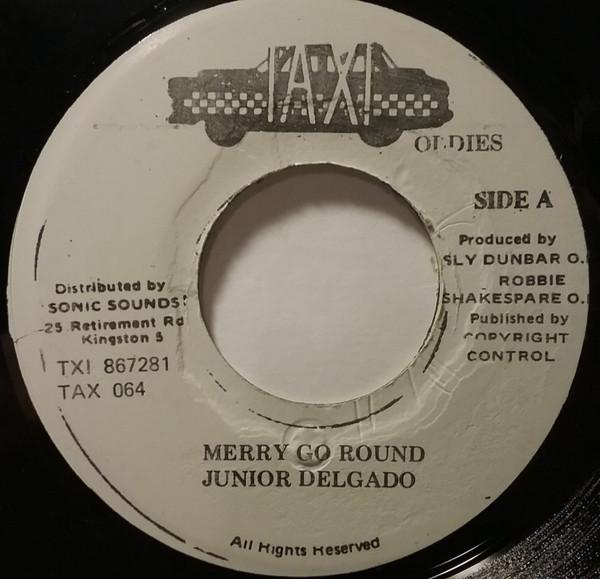 TAXI
OLDIES
SIDE A
Produced by
SLY DUNBAR O.
ROBBIE
SHAKESPARE O.
Published by
COPYRIGHT
CONTROL
Distributed by
SONIC SOUNDS
25 Retirement Rd
Kingston 5
TXI 867281
TAX 064
MERRY GO ROUND
JUNIOR DELGADO
All Rights Reserved